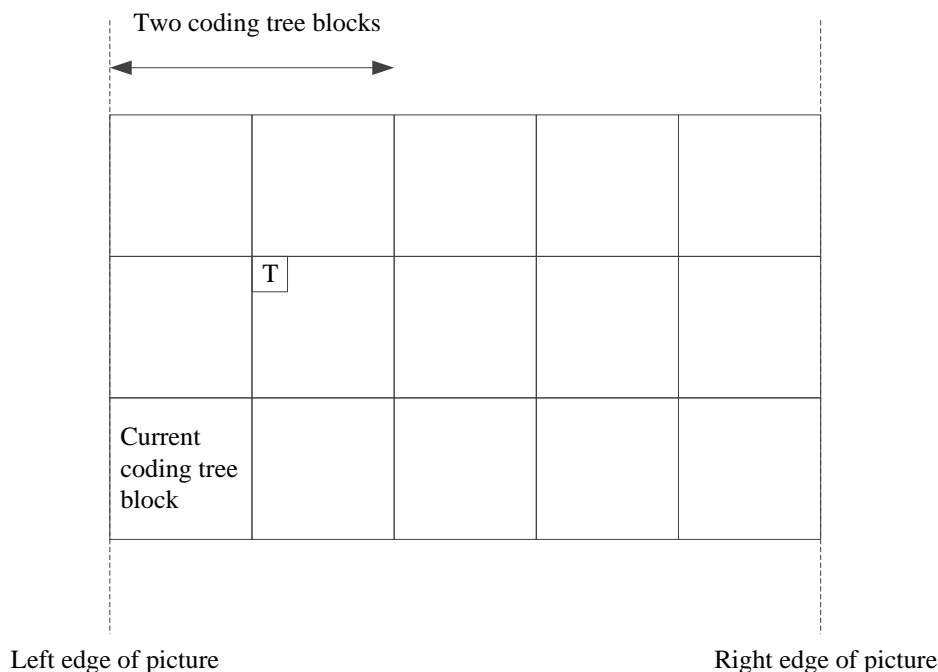 Two coding tree blocks
T
Current
coding tree
block
Left edge of picture
Right edge of picture